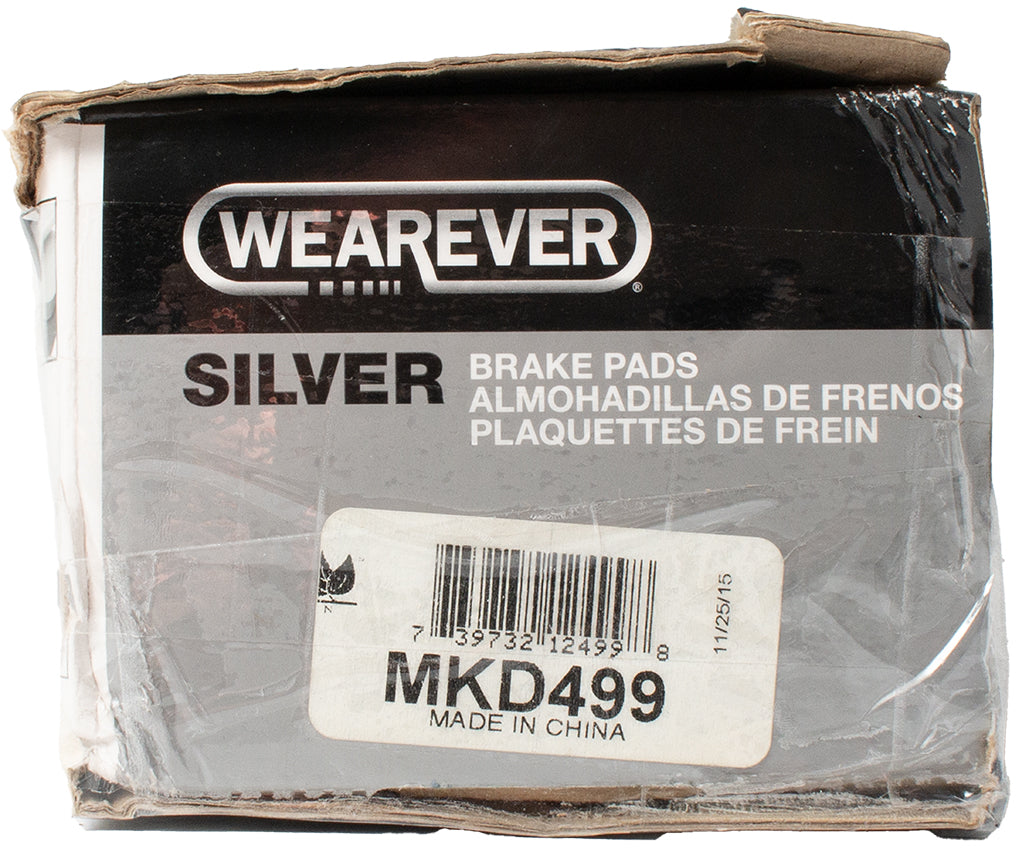 WEAREVER®
SILVER
BRAKE PADS
ALMOHADILLAS DE FRENOS
PLAQUETTES DE FREIN
N
11/25/15
7 39732 12499 8
MKD499
MADE IN CHINA